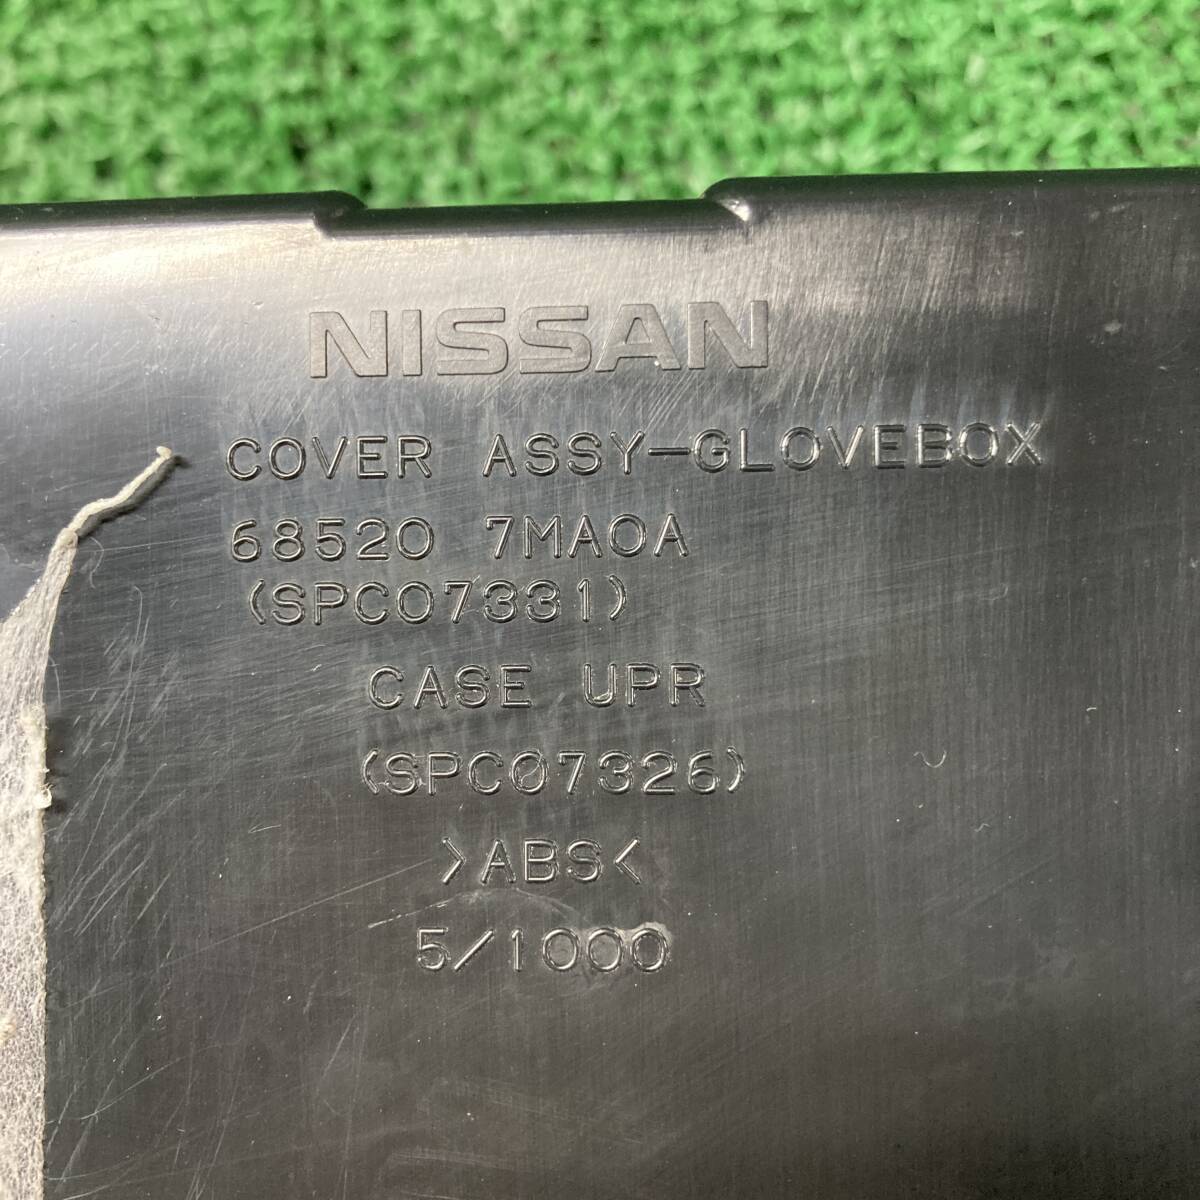 NISSAN
COVER ASSY-GLOVEBOX
68520 7MA0A
(SPC07331)
CASE UPR
(SPC07326)
>ABS<
5/1000